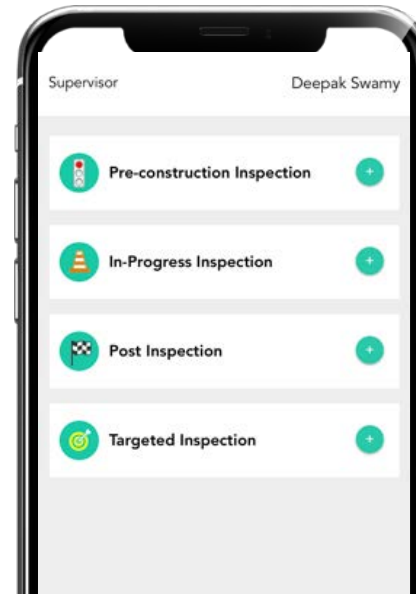 Supervisor Deepak Swamy
Pre-construction Inspection
In-Progress Inspection
Post Inspection
Targeted Inspection